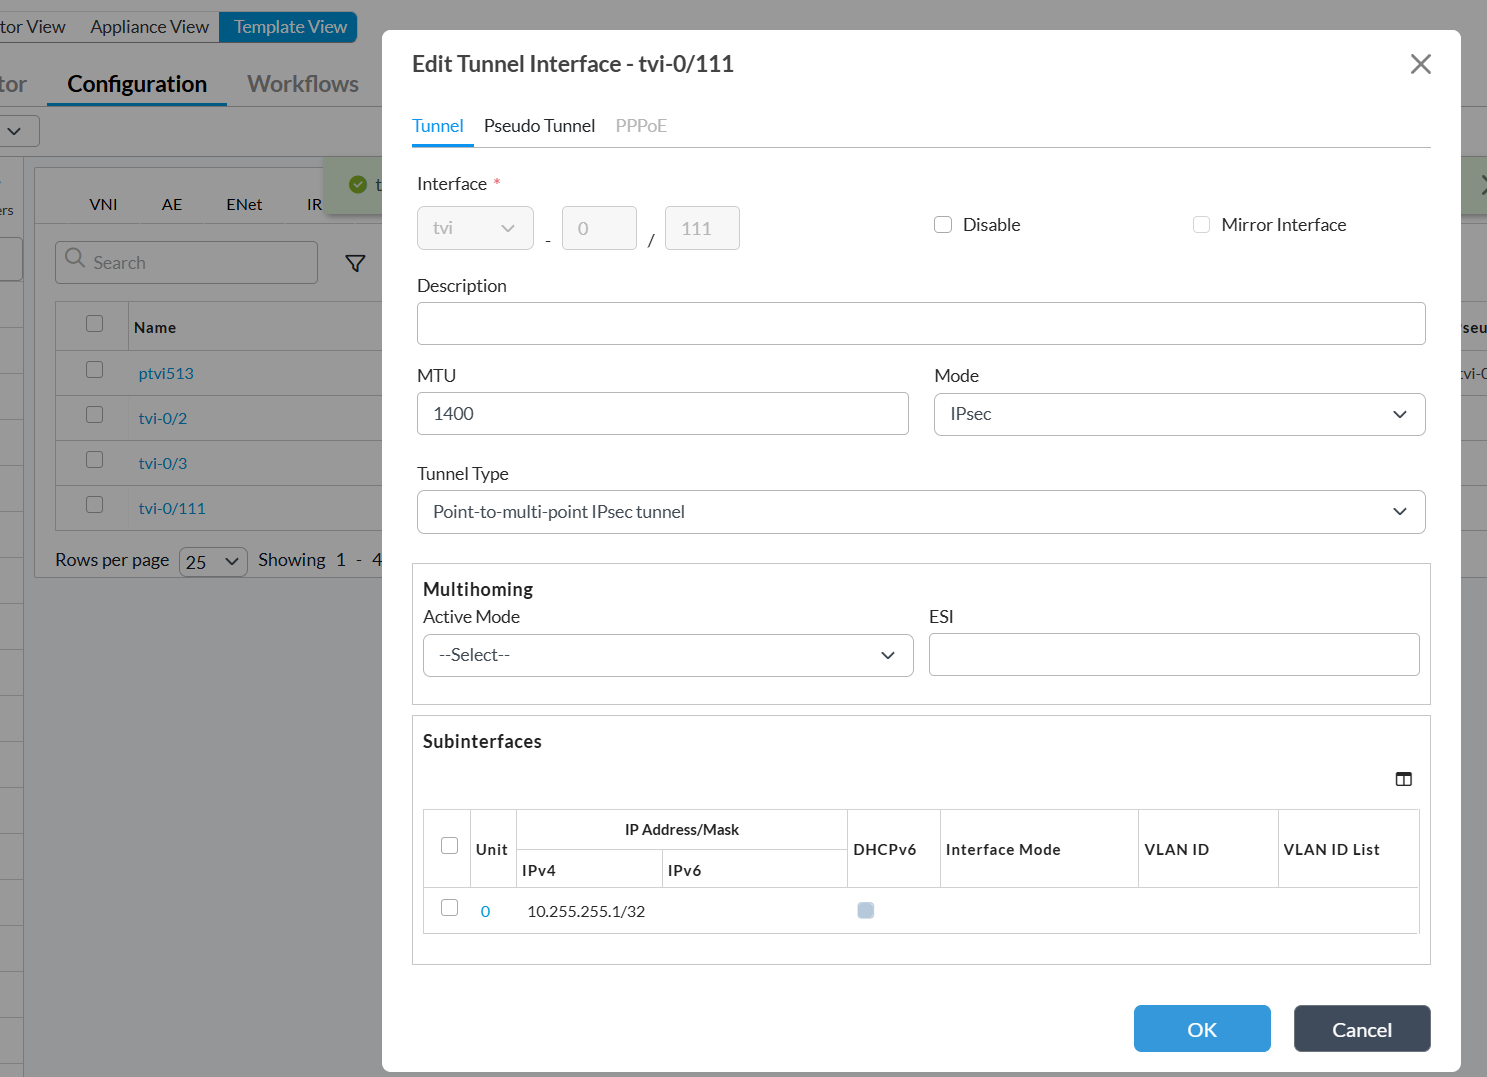 tor View Appliance View Template View
tor Configuration Workflows
Edit Tunnel Interface - tvi-0/111
Tunnel Pseudo Tunnel PPPoE
ers
VNI AE ENet IR
t
Search
Name
ptvi513
tvi-0/2
tvi-0/3
tvi-0/111
Rows per page 25 Showing 1 - 4
Interface *
tvi - 0 / 111
Disable
Mirror Interface
Description
MTU Mode
1400 IPsec
Tunnel Type
Point-to-multi-point IPsec tunnel
Multihoming
Active Mode ESI
--Select--
Subinterfaces
Unit IP Address/Mask DHCPv6 Interface Mode VLAN ID VLAN ID List
IPv4 IPv6
0 10.255.255.1/32
OK Cancel
seu
tvi-0